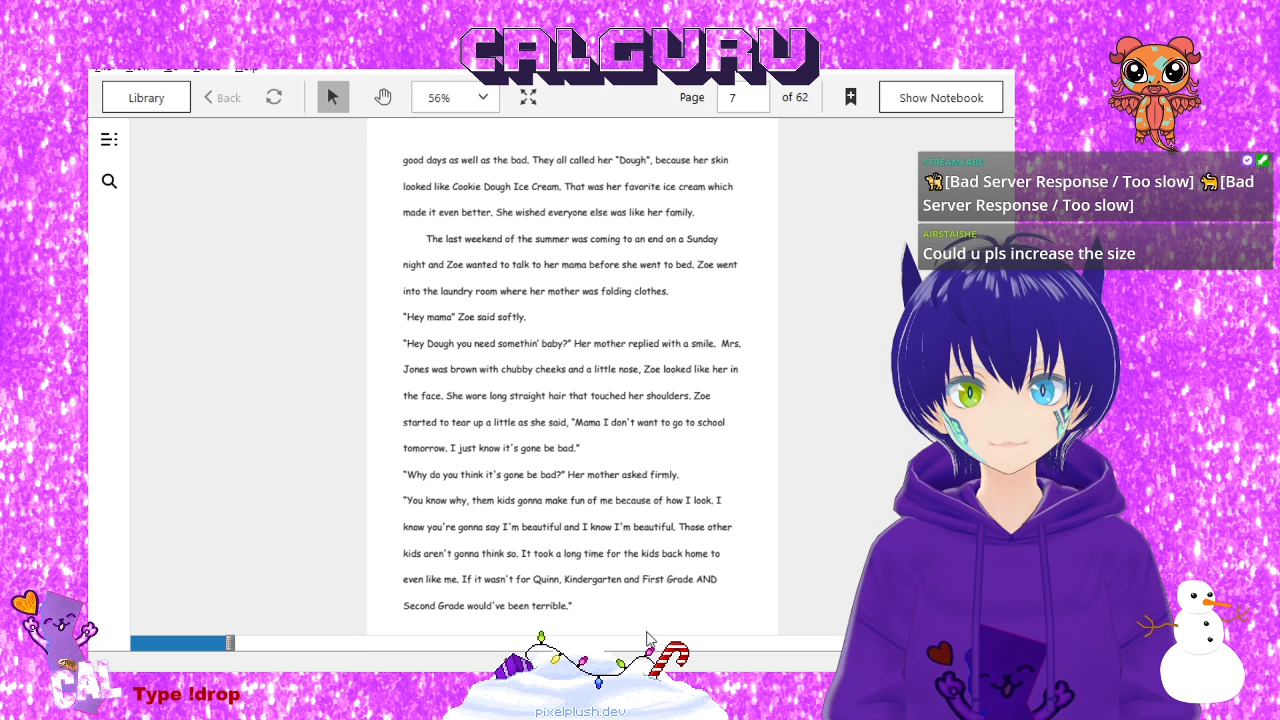 CALGURU
Library
Back
56%
Page 7 of 62
Show Notebook
good days as well as the bad. They all called her “Dough”, because her skin
looked like Cookie Dough Ice Cream. That was her favorite ice cream which
made it even better. She wished everyone else was like her family.
The last weekend of the summer was coming to an end on a Sunday
night and Zoe wanted to talk to her mama before she went to bed. Zoe went
into the laundry room where her mother was folding clothes.
“Hey mama” Zoe said softly.
“Hey Dough you need somethin’ baby?” Her mother replied with a smile. Mrs.
Jones was brown with chubby cheeks and a little nose, Zoe looked like her in
the face. She wore long straight hair that touched her shoulders. Zoe
started to tear up a little as she said, “Mama I don’t want to go to school
tomorrow. I just know it’s gone be bad.”
“Why do you think it’s gone be bad?” Her mother asked firmly.
“You know why, them kids gonna make fun of me because of how I look. I
know you’re gonna say I’m beautiful and I know I’m beautiful. Those other
kids aren’t gonna think so. It took a long time for the kids back home to
even like me. If it wasn’t for Quinn, Kindergarten and First Grade AND
Second Grade would’ve been terrible.”
STREAMLABS
[Bad Server Response / Too slow] [Bad
Server Response / Too slow]
AIRSTAISHE
Could u pls increase the size
CAL
Type !drop
pixelplush.dev